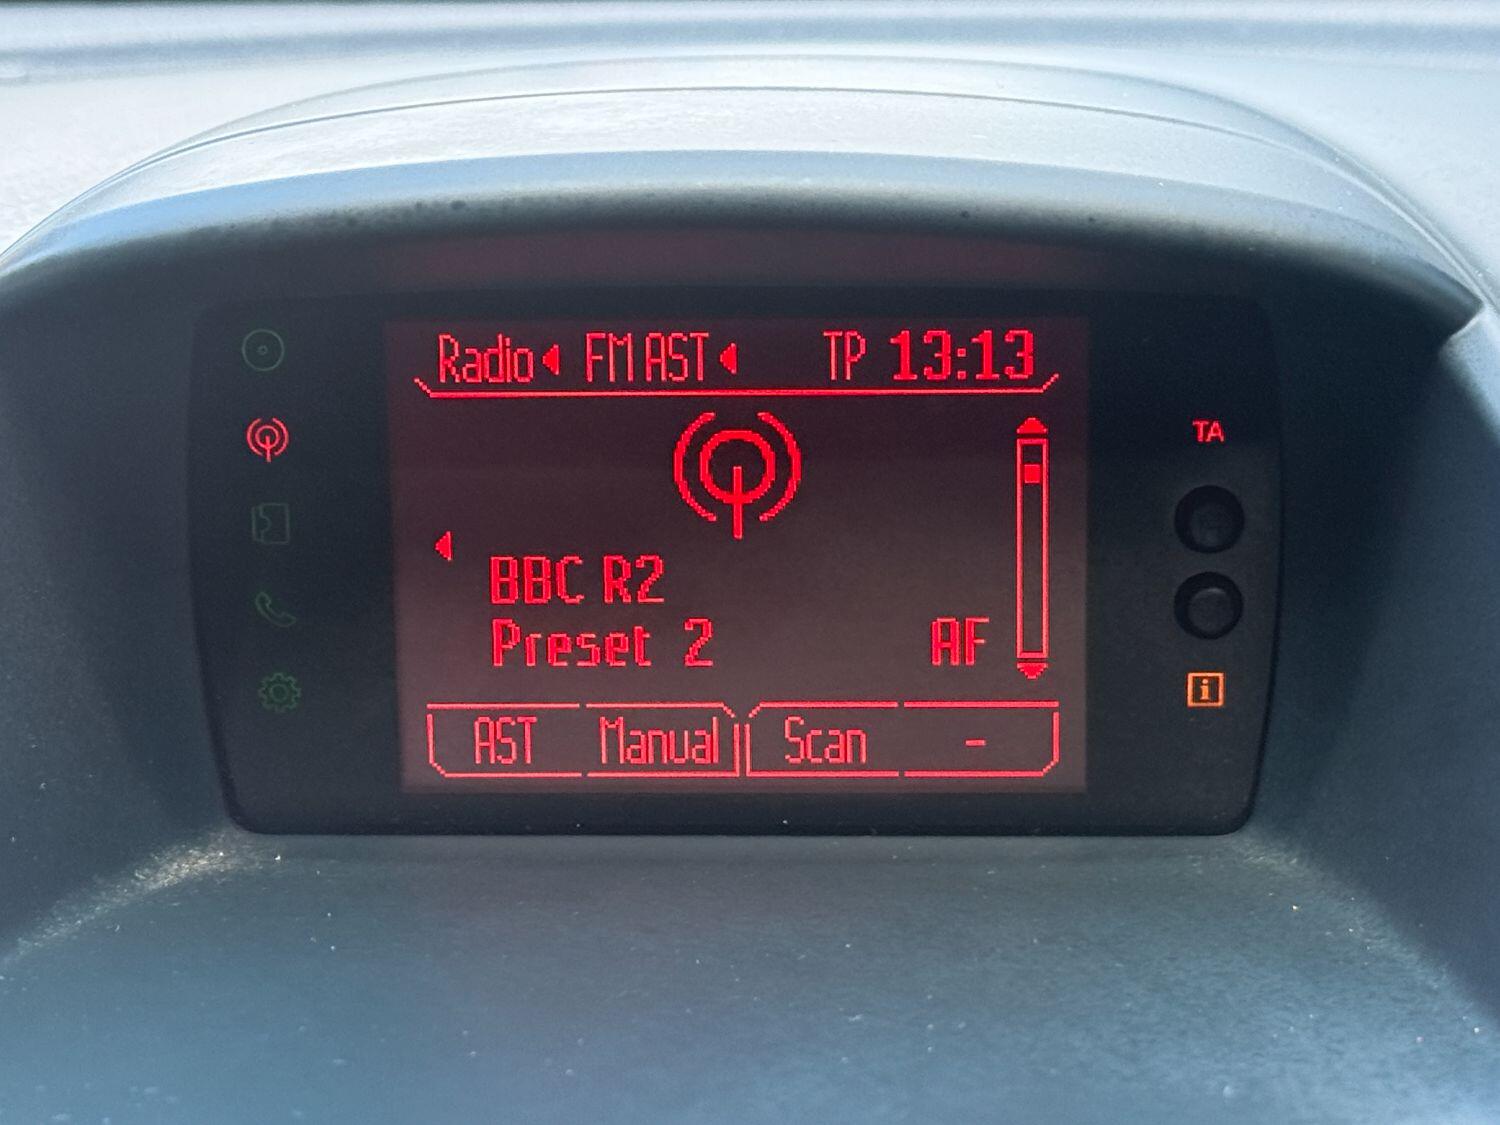 Radio FM AST TP 13:13
TA
BBC R2
Preset 2 AF
i
AST Manual Scan -